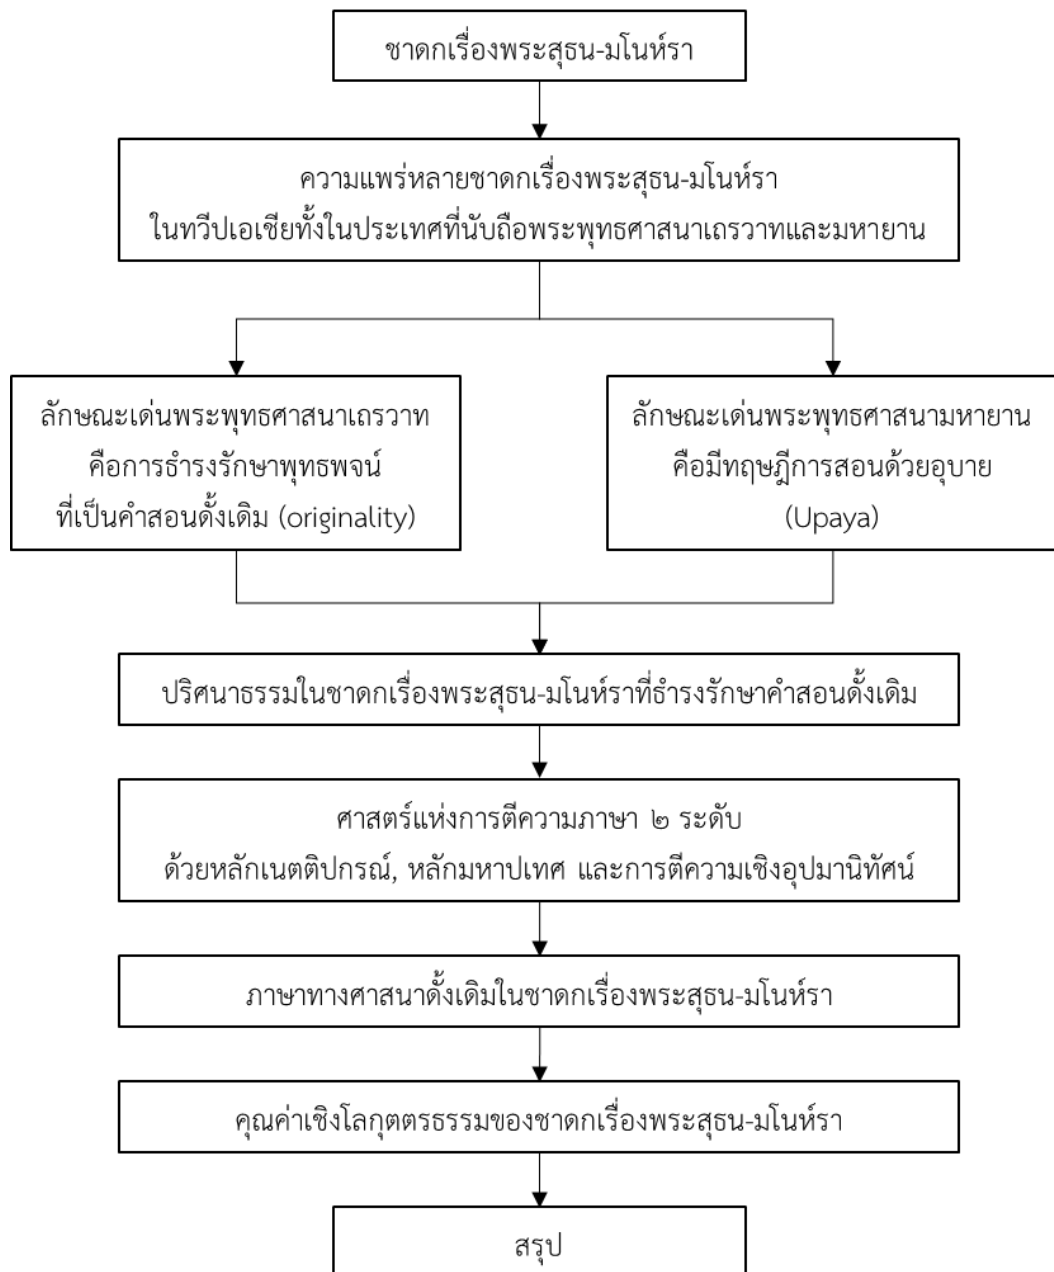 ชาดกเรื่องพระสุธน-มโนห์รา
ความแพร่หลายชาดกเรื่องพระสุธน-มโนห์รา
ในทวีปเอเชียทั้งในประเทศที่นับถือพระพุทธศาสนาเถรวาทและมหายาน
ลักษณะเด่นพระพุทธศาสนาเถรวาท
คือการธำรงรักษาพุทธพจน์
ที่เป็นคำสอนดั้งเดิม (originality)
ลักษณะเด่นพระพุทธศาสนามหายาน
คือมีทฤษฎีการสอนด้วยอุบาย
(Upaya)
ปริศนาธรรมในชาดกเรื่องพระสุธน-มโนห์ราที่ธำรงรักษาคำสอนดั้งเดิม
ศาสตร์แห่งการตีความภาษา ๒ ระดับ
ด้วยหลักเนตติปกรณ์, หลักมหาปเทศ และการตีความเชิงอุปมานิทัศน์
ภาษาทางศาสนาดั้งเดิมในชาดกเรื่องพระสุธน-มโนห์รา
คุณค่าเชิงโลกุตตรธรรมของชาดกเรื่องพระสุธน-มโนห์รา
สรุป